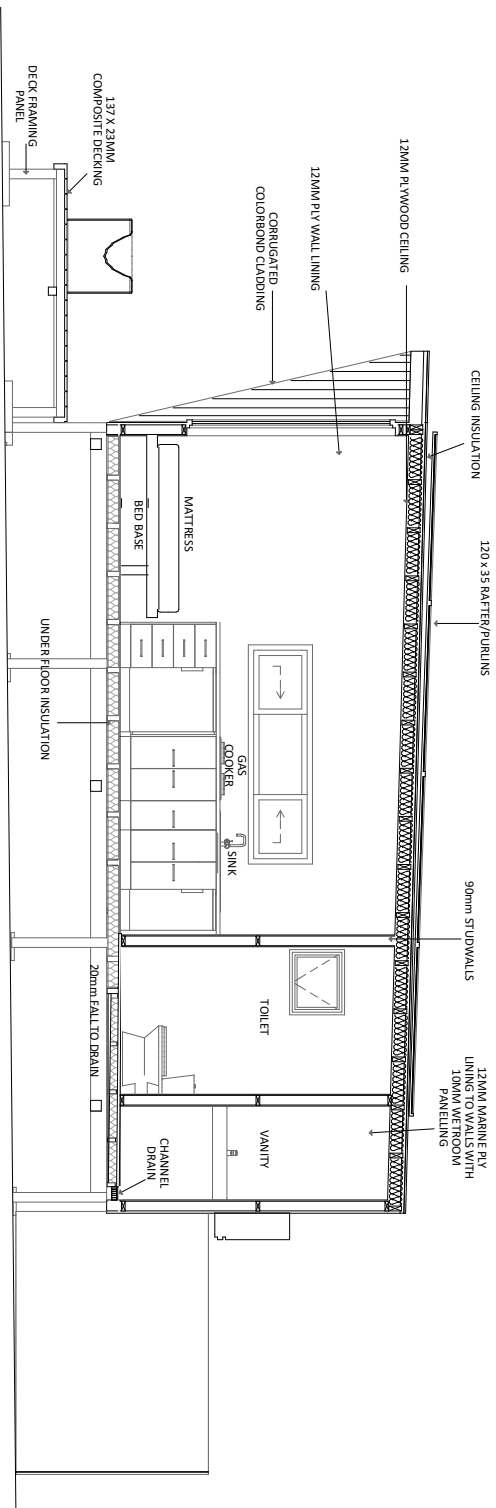 137 X 23MM
COMPOSITE DECKING
DECK FRAMING
PANEL
12MM PLYWOOD CEILING
12MM PLY WALL LINING
CORRUGATED
COLORBOND CLADDING
CEILING INSULATION
120 x 35 RAFTER/PURLINS
MATTRESS
BED BASE
UNDER FLOOR INSULATION
GAS
COOKER
SINK
90mm STUDWALLS
TOILET
20mm FALL TO DRAIN
12MM MARINE PLY
LINING TO WALLS WITH
10MM WETROOM
PANELLING
VANITY
CHANNEL
DRAIN